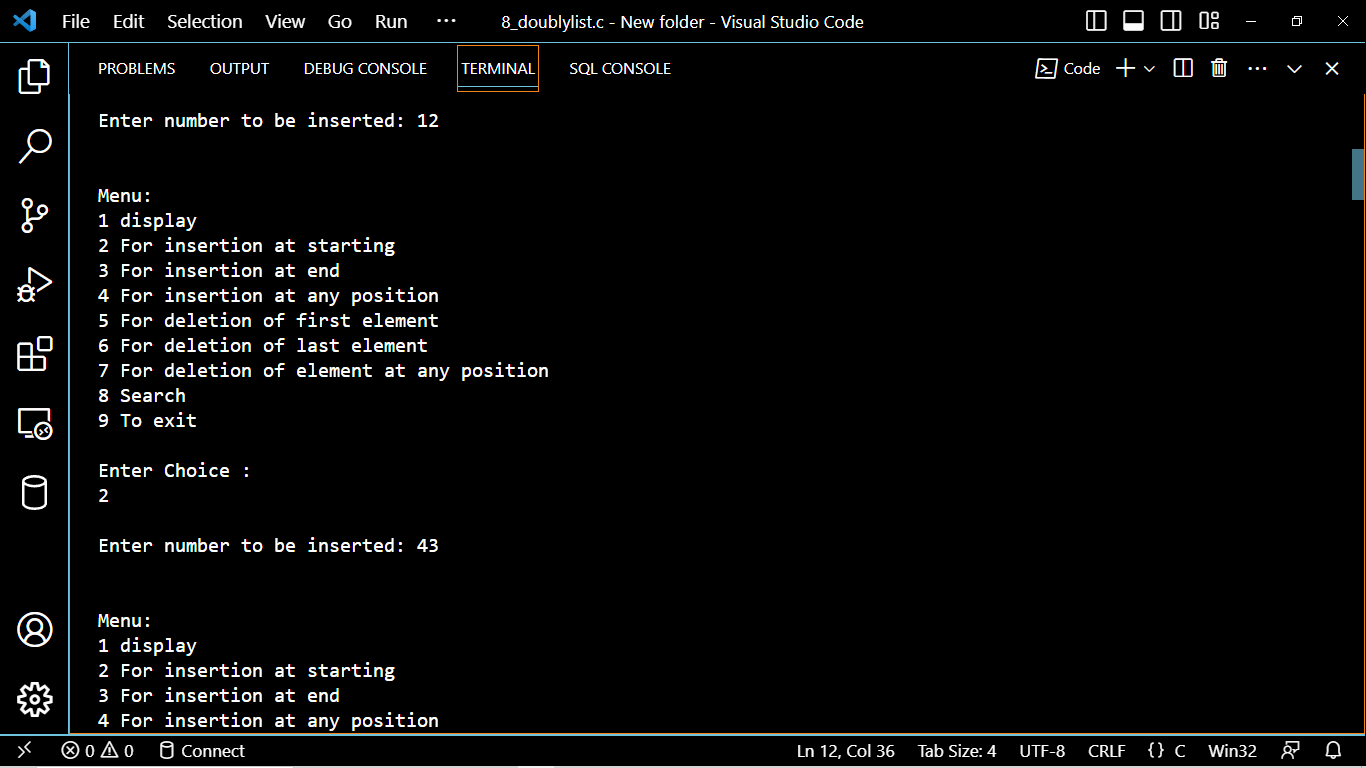 File Edit Selection View Go Run ··· 8_doublylist.c - New folder - Visual Studio Code
PROBLEMS OUTPUT DEBUG CONSOLE TERMINAL SQL CONSOLE Code
Enter number to be inserted: 12
Menu:
1 display
2 For insertion at starting
3 For insertion at end
4 For insertion at any position
5 For deletion of first element
6 For deletion of last element
7 For deletion of element at any position
8 Search
9 To exit
Enter Choice :
2
Enter number to be inserted: 43
Menu:
1 display
2 For insertion at starting
3 For insertion at end
4 For insertion at any position
0 0 Connect Ln 12, Col 36 Tab Size: 4 UTF-8 CRLF {} C Win32